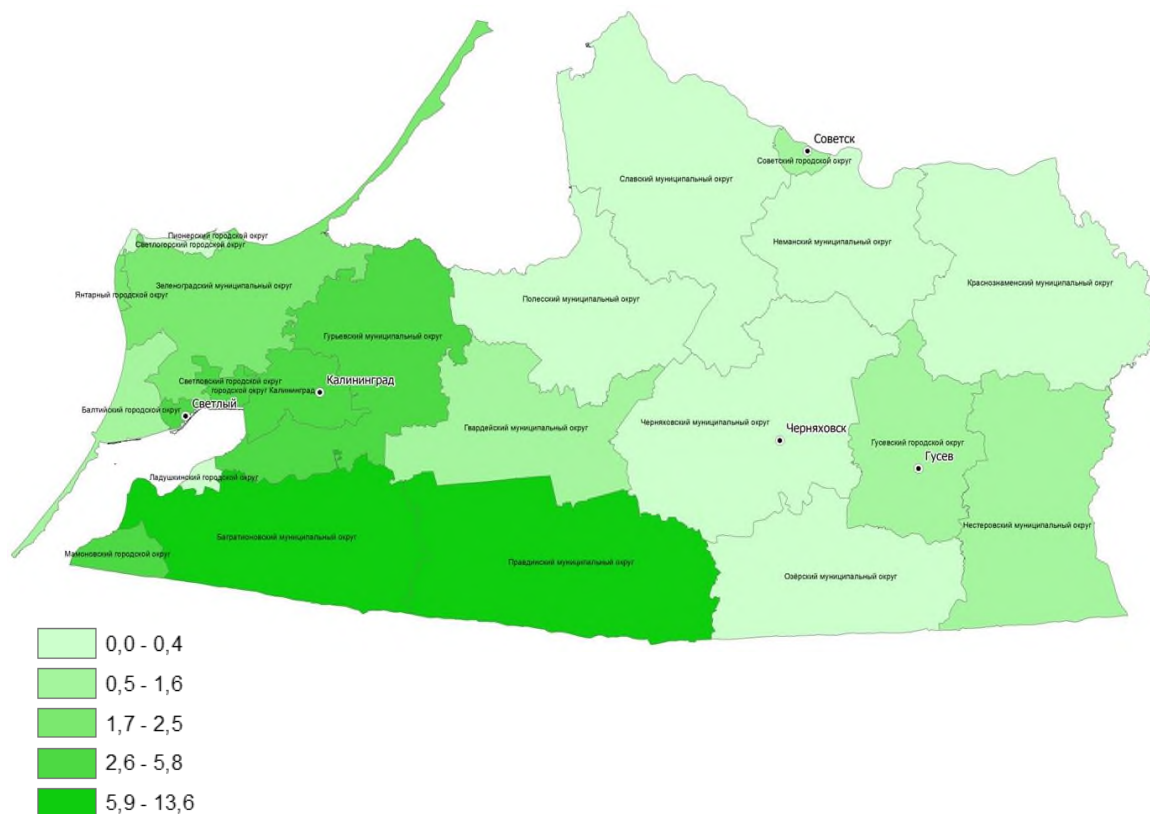 Советск
Советский городской округ
Славский муниципальный округ
Пионерский городской округ
Светлогорский городской округ
Неманский муниципальный округ
Зеленоградский муниципальный округ
Краснознаменский муниципальный округ
Янтарный городской округ
Полесский муниципальный округ
Гурьевский муниципальный округ
Светловский городской округ
Калининград
городской округ Калининград
Светлый
Балтийский городской округ
Гвардейский муниципальный округ
Черняховский муниципальный округ
Черняховск
Гусевский городской округ
Гусев
Ладушкинский городской округ
Нестеровский муниципальный округ
Багратионовский муниципальный округ
Мамоновский городской округ
Правдинский муниципальный округ
Озёрский муниципальный округ
0,0 - 0,4
0,5 - 1,6
1,7 - 2,5
2,6 - 5,8
5,9 - 13,6